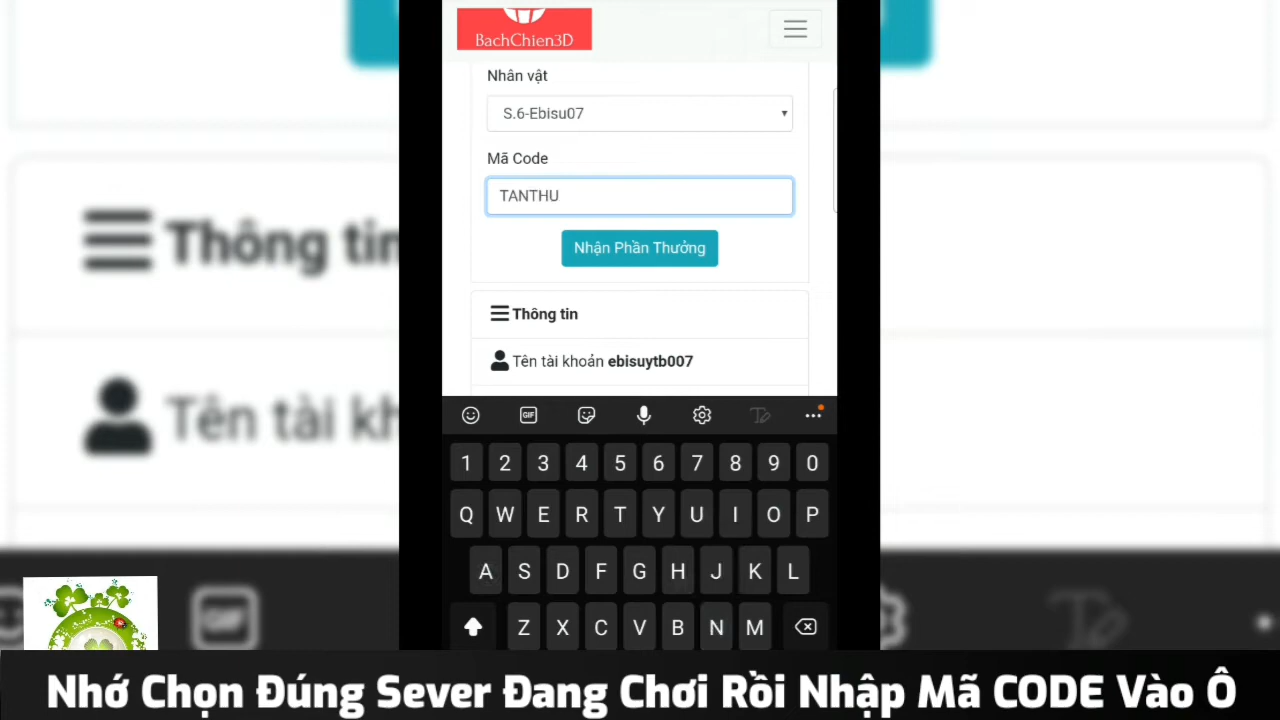 BachChien3D
Nhân vật
S.6-Ebisu07
Mã Code
TANTHU
Nhận Phần Thưởng
Thông tin
Tên tài khoản ebisuytb007
Thông tin
Tên tài kh
GIF
GIF
1 2 3 4 5 6 7 8 9 0
Q W E R T Y U I O P
A S D F G H J K L
Z X C V B N M
Nhớ Chọn Đúng Sever Đang Chơi Rồi Nhập Mã CODE Vào Ô